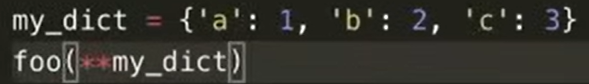 my_dict = {'a': 1, 'b': 2, 'c': 3}
foo(**my_dict)